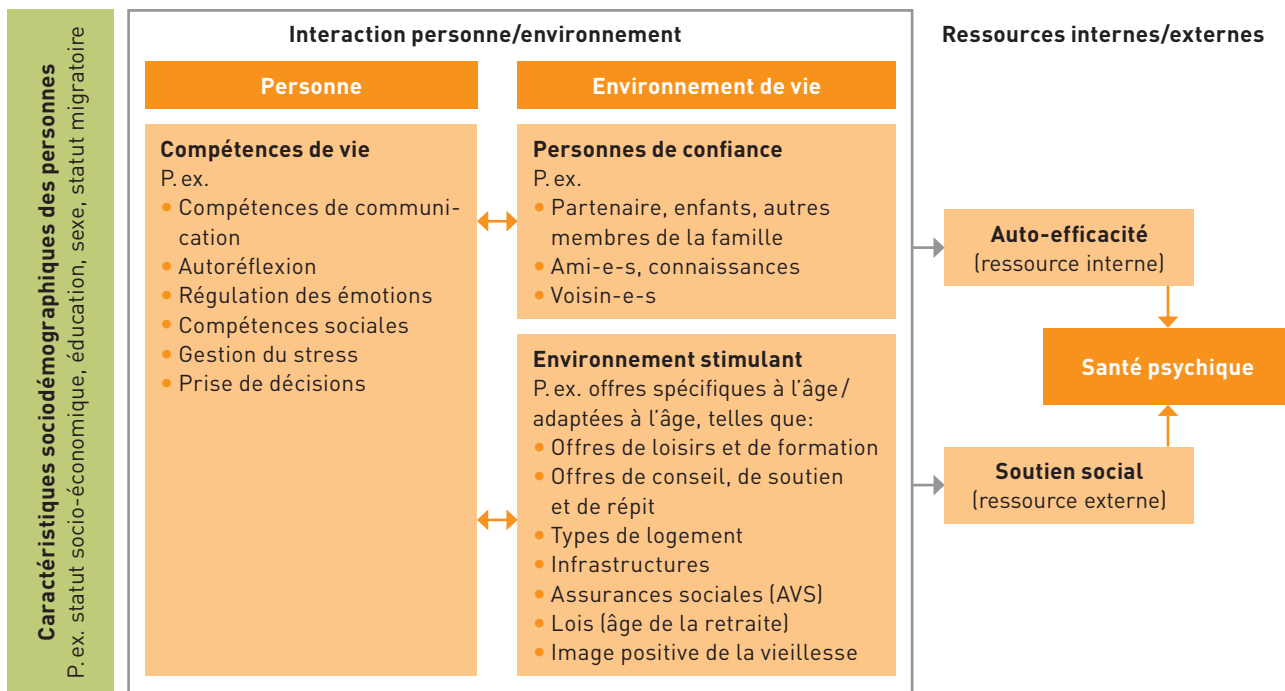 Caractéristiques sociodémographiques des personnes
P. ex. statut socio-économique, éducation, sexe, statut migratoire
Interaction personne/environnement
Personne
Compétences de vie
P. ex.
• Compétences de communi-
cation
• Autoréflexion
• Régulation des émotions
• Compétences sociales
• Gestion du stress
• Prise de décisions
Environnement de vie
Personnes de confiance
P. ex.
• Partenaire, enfants, autres
membres de la famille
• Ami-e-s, connaissances
• Voisin-e-s
Environnement stimulant
P. ex. offres spécifiques à l’âge/
adaptées à l’âge, telles que:
• Offres de loisirs et de formation
• Offres de conseil, de soutien
et de répit
• Types de logement
• Infrastructures
• Assurances sociales (AVS)
• Lois (âge de la retraite)
• Image positive de la vieillesse
Ressources internes/externes
Auto-efficacité
(ressource interne)
Santé psychique
Soutien social
(ressource externe)